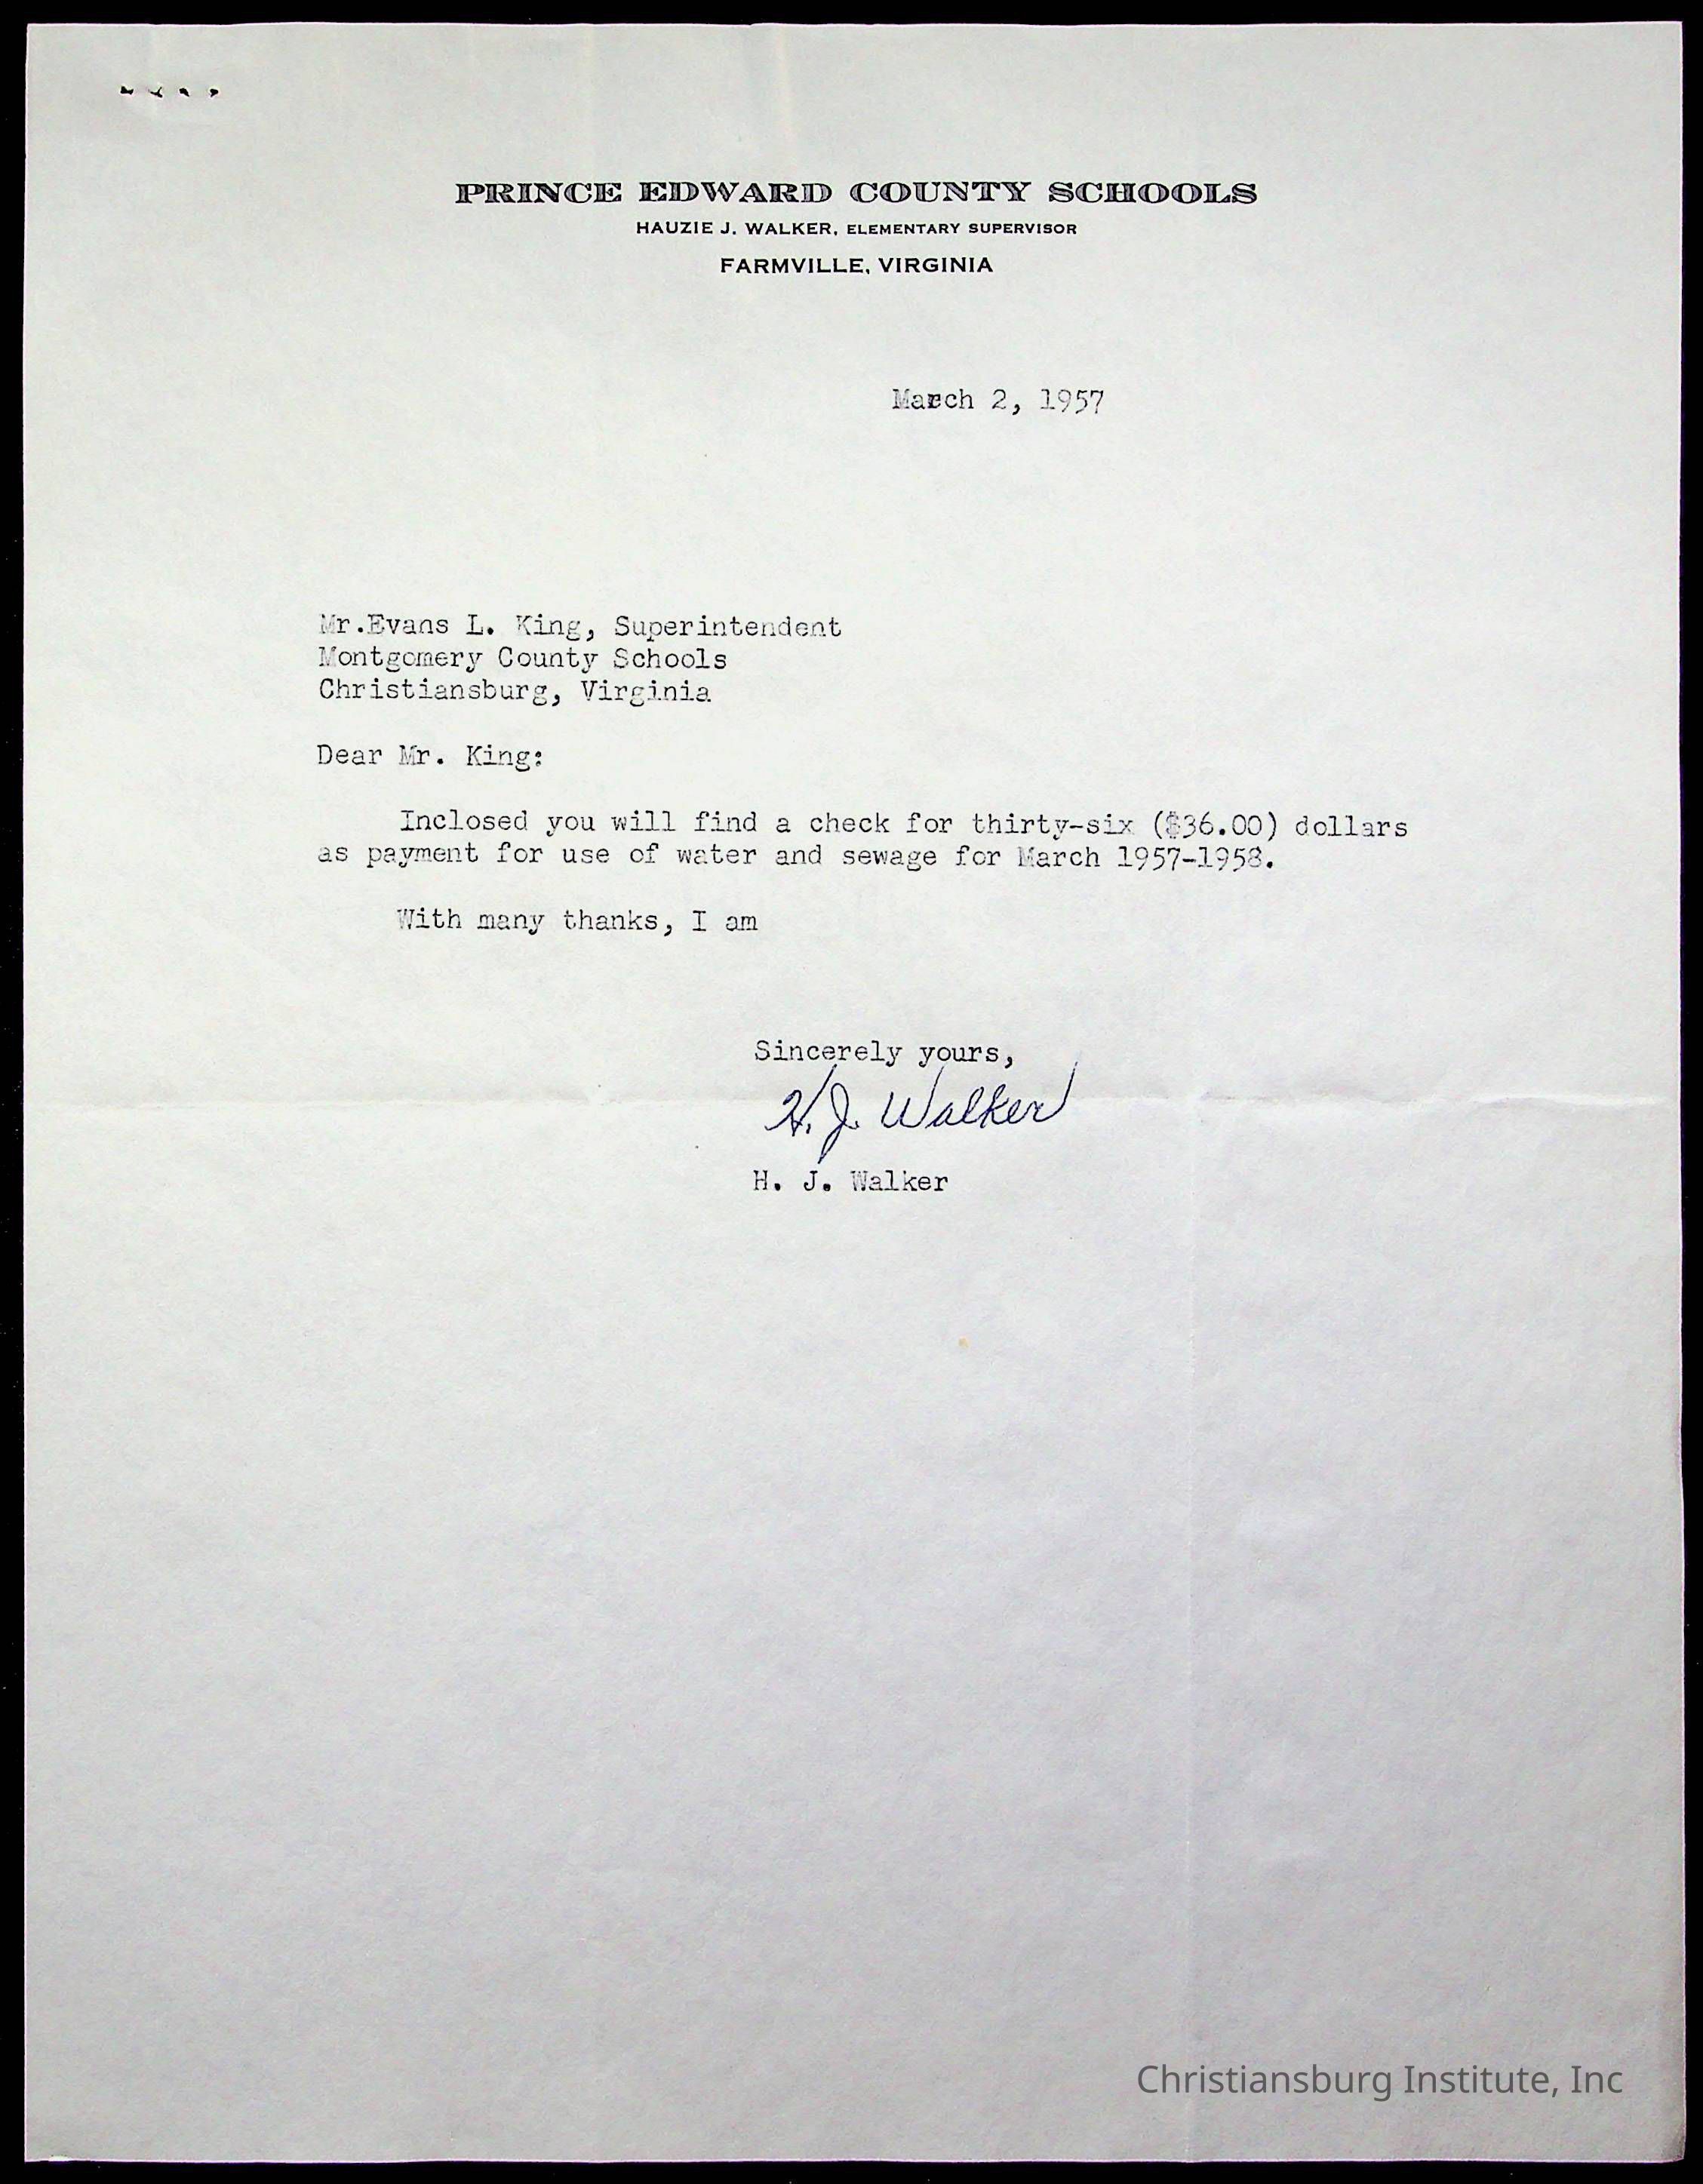 PRINCE EDWARD COUNTY SCHOOLS
HAUZIE J. WALKER, ELEMENTARY SUPERVISOR
FARMVILLE, VIRGINIA
March 2, 1957
Mr.Evans L. King, Superintendent
Montgomery County Schools
Christiansburg, Virginia
Dear Mr. King:
Inclosed you will find a check for thirty-six ($36.00) dollars
as payment for use of water and sewage for March 1957-1958.
With many thanks, I am
Sincerely yours,
H. J. Walker
H. J. Walker
Christiansburg Institute, Inc